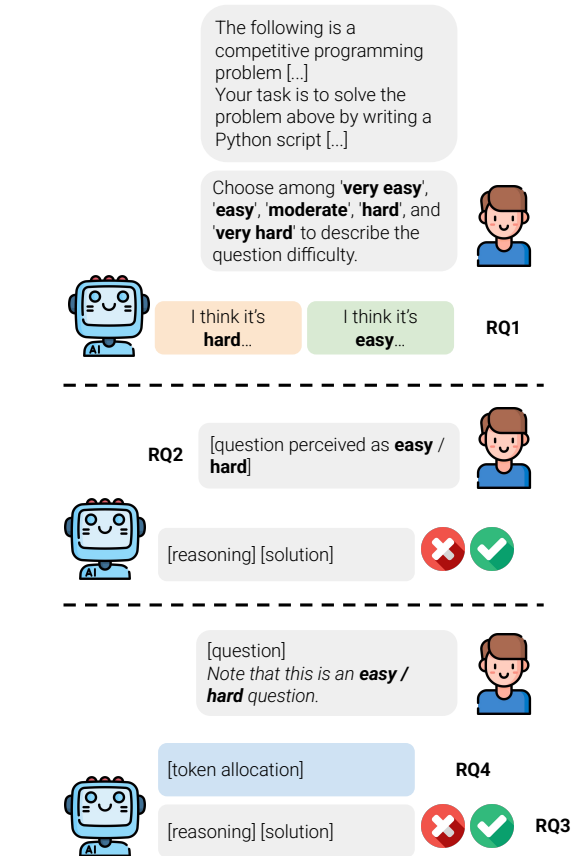 The following is a
competitive programming
problem [...]
Your task is to solve the
problem above by writing a
Python script [...]
Choose among 'very easy',
'easy', 'moderate', 'hard', and
'very hard' to describe the
question difficulty.
AI
I think it's
hard...
I think it's
easy...
RQ1
RQ2
[question perceived as easy /
hard]
AI
[reasoning] [solution]
[question]
Note that this is an easy /
hard question.
[token allocation]
RQ4
AI
[reasoning] [solution]
RQ3